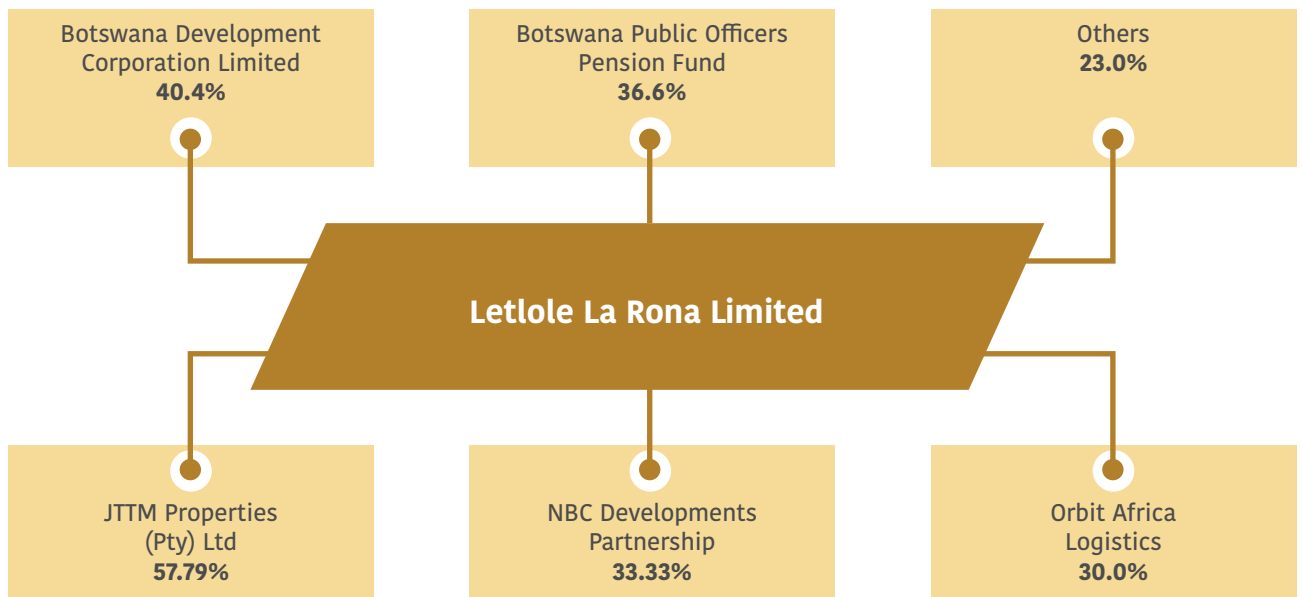 Botswana Development
Corporation Limited
40.4%
Botswana Public Officers
Pension Fund
36.6%
Others
23.0%
Letlole La Rona Limited
JTTM Properties
(Pty) Ltd
57.79%
NBC Developments
Partnership
33.33%
Orbit Africa
Logistics
30.0%